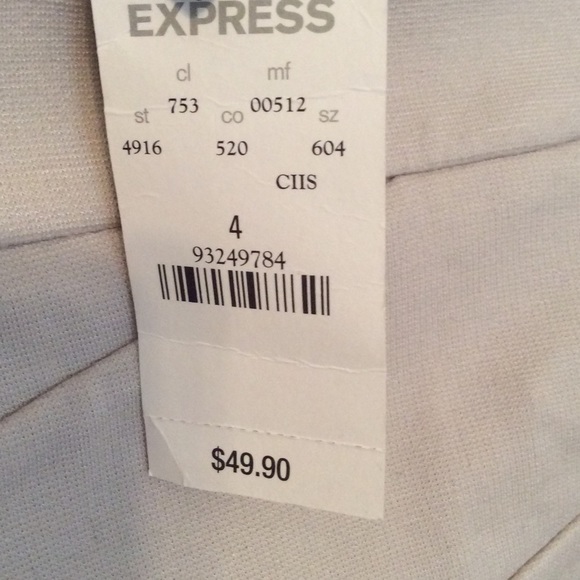 EXPRESS
cl mf
753 00512
st co sz
4916 520 604
CIIS
4
93249784
$49.90